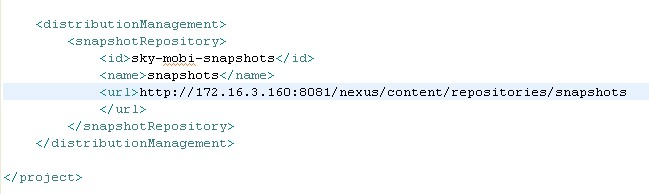 <distributionManagement>
<snapshotRepository>
<id>sky-mobi-snapshots</id>
<name>snapshots</name>
<url>http://172.16.3.160:8081/nexus/content/repositories/snapshots
</url>
</snapshotRepository>
</distributionManagement>
</project>